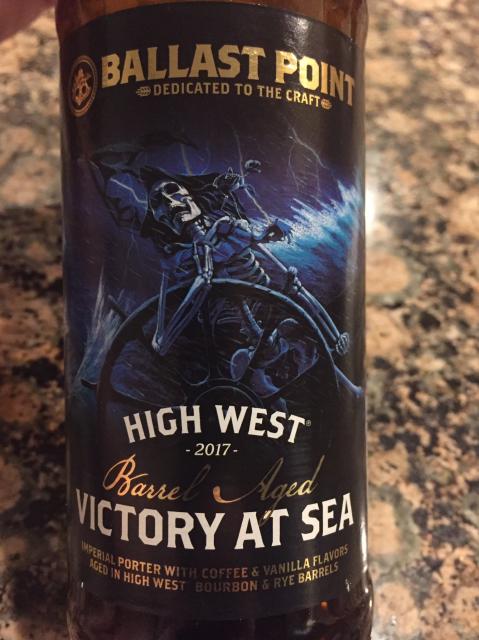 BALLAST POINT
DEDICATED TO THE CRAFT
HIGH WEST®
- 2017 -
Barrel Aged
VICTORY AT SEA
IMPERIAL PORTER WITH COFFEE & VANILLA FLAVORS
AGED IN HIGH WEST BOURBON & RYE BARRELS